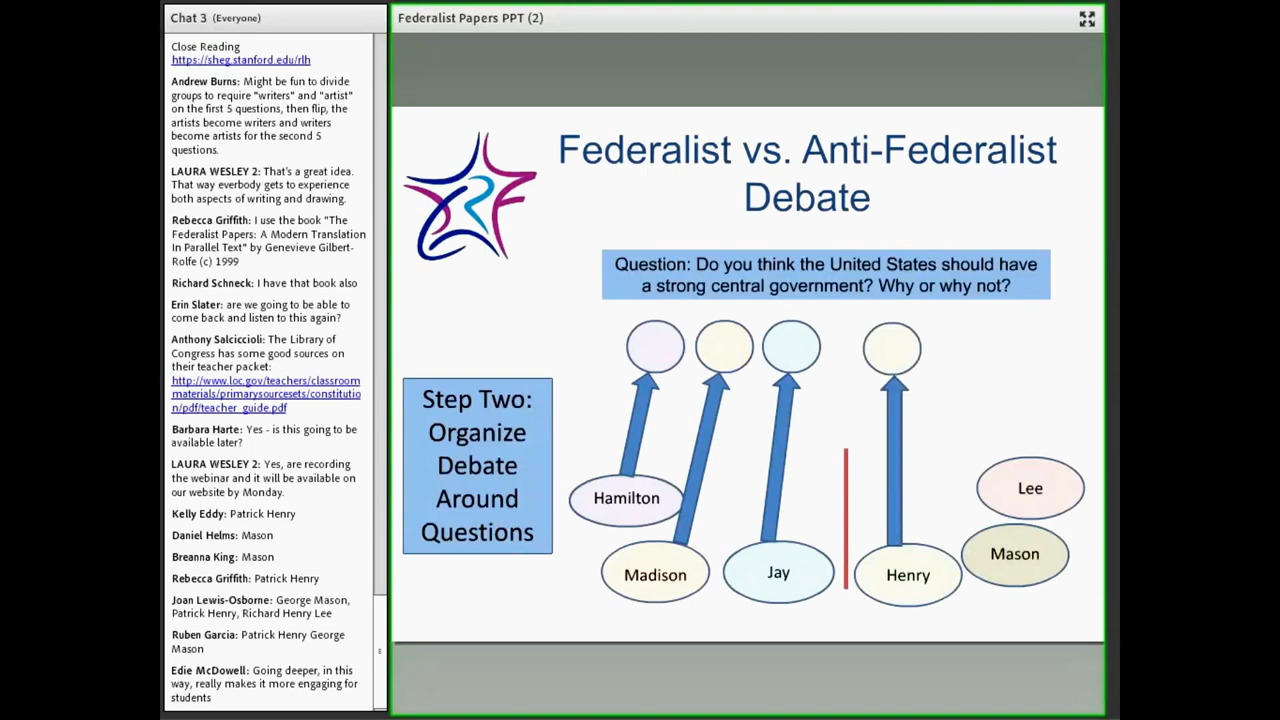 Chat 3 (Everyone)
Close Reading
https://sheg.stanford.edu/rlh
Andrew Burns: Might be fun to divide
groups to require "writers" and "artist"
on the first 5 questions, then flip, the
artists become writers and writers
become artists for the second 5
questions.
LAURA WESLEY 2: That's a great idea.
That way everbody gets to experience
both aspects of writing and drawing.
Rebecca Griffith: I use the book "The
Federalist Papers: A Modern Translation
In Parallel Text" by Genevieve Gilbert-
Rolfe (c) 1999
Richard Schneck: I have that book also
Erin Slater: are we going to be able to
come back and listen to this again?
Anthony Salciccioli: The Library of
Congress has some good sources on
their teacher packet:
http://www.loc.gov/teachers/classroom
materials/primarysourcesets/constitutio
n/pdf/teacher_guide.pdf
Barbara Harte: Yes - is this going to be
available later?
LAURA WESLEY 2: Yes, are recording
the webinar and it will be available on
our website by Monday.
Kelly Eddy: Patrick Henry
Daniel Helms: Mason
Breanna King: Mason
Rebecca Griffith: Patrick Henry
Joan Lewis-Osborne: George Mason,
Patrick Henry, Richard Henry Lee
Ruben Garcia: Patrick Henry George
Mason
Edie McDowell: Going deeper, in this
way, really makes it more engaging for
students
Federalist Papers PPT (2)
Federalist vs. Anti-Federalist
Debate
Question: Do you think the United States should have
a strong central government? Why or why not?
Step Two:
Organize
Debate
Around
Questions
Hamilton
Madison
Jay
Henry
Lee
Mason